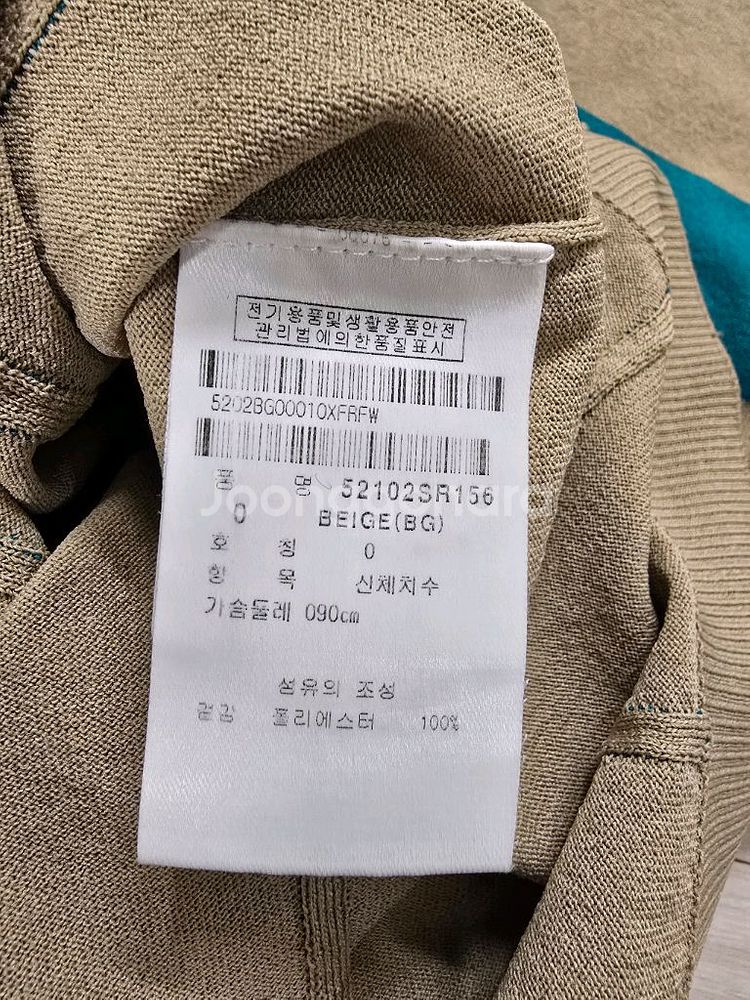 전기용품및생활용품안전
관리법에의한품질표시
5202BG00010XFRFW
품 명 52102SR156
0 BEIGE(BG)
호 칭 0
항 목 신체치수
가슴둘레 090cm
섬유의 조성
겉감 폴리에스터 100%
Joonggonara